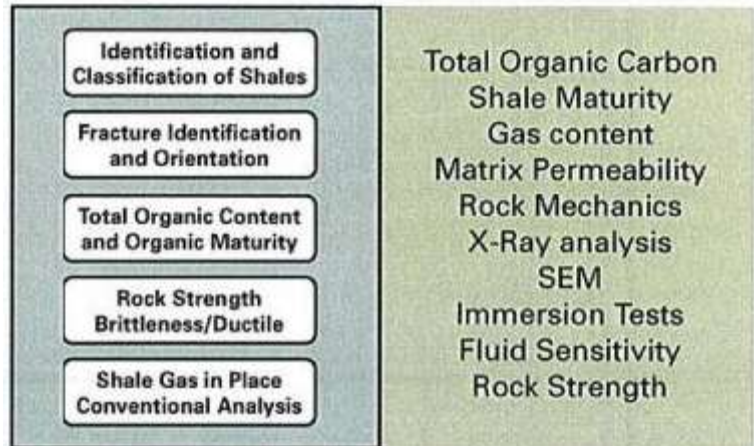 Identification and
Classification of Shales
Fracture Identification
and Orientation
Total Organic Content
and Organic Maturity
Rock Strength
Brittleness/Ductile
Shale Gas in Place
Conventional Analysis
Total Organic Carbon
Shale Maturity
Gas content
Matrix Permeability
Rock Mechanics
X-Ray analysis
SEM
Immersion Tests
Fluid Sensitivity
Rock Strength